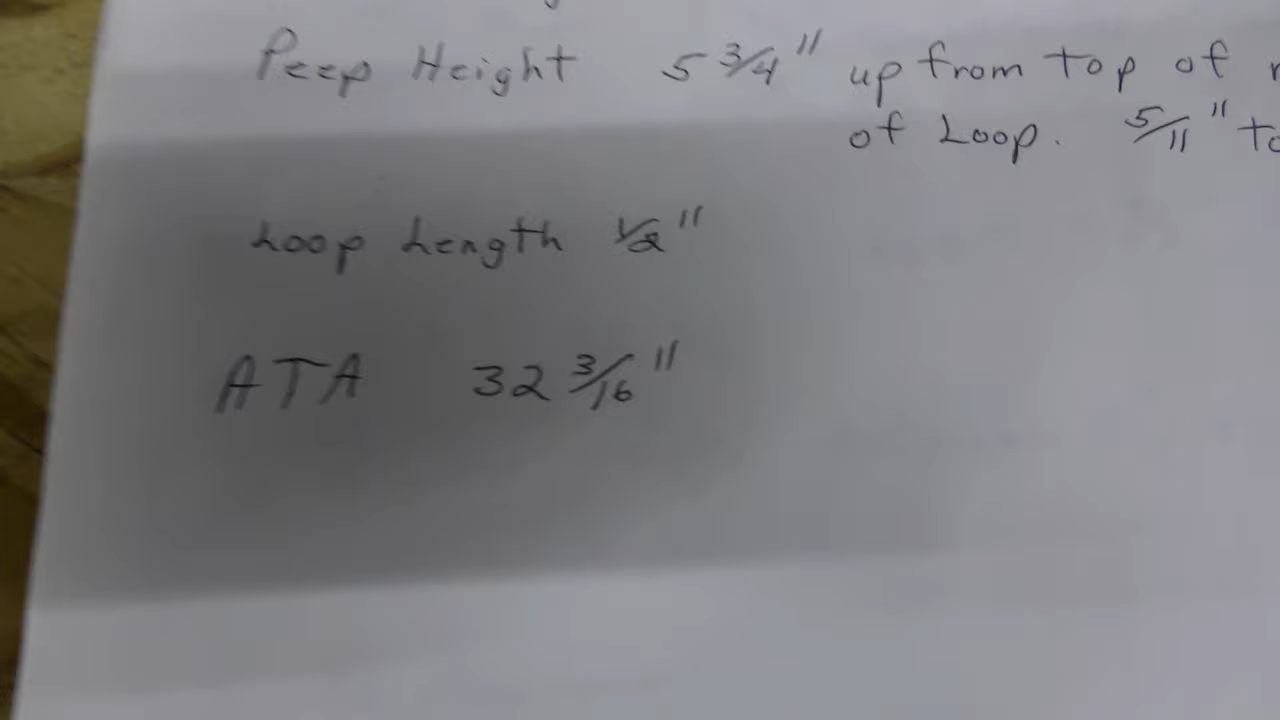 Peep Height 5 3/4" up from top of
of Loop. 5/11" to
Loop Length 1/2"
ATA 32 3/16"